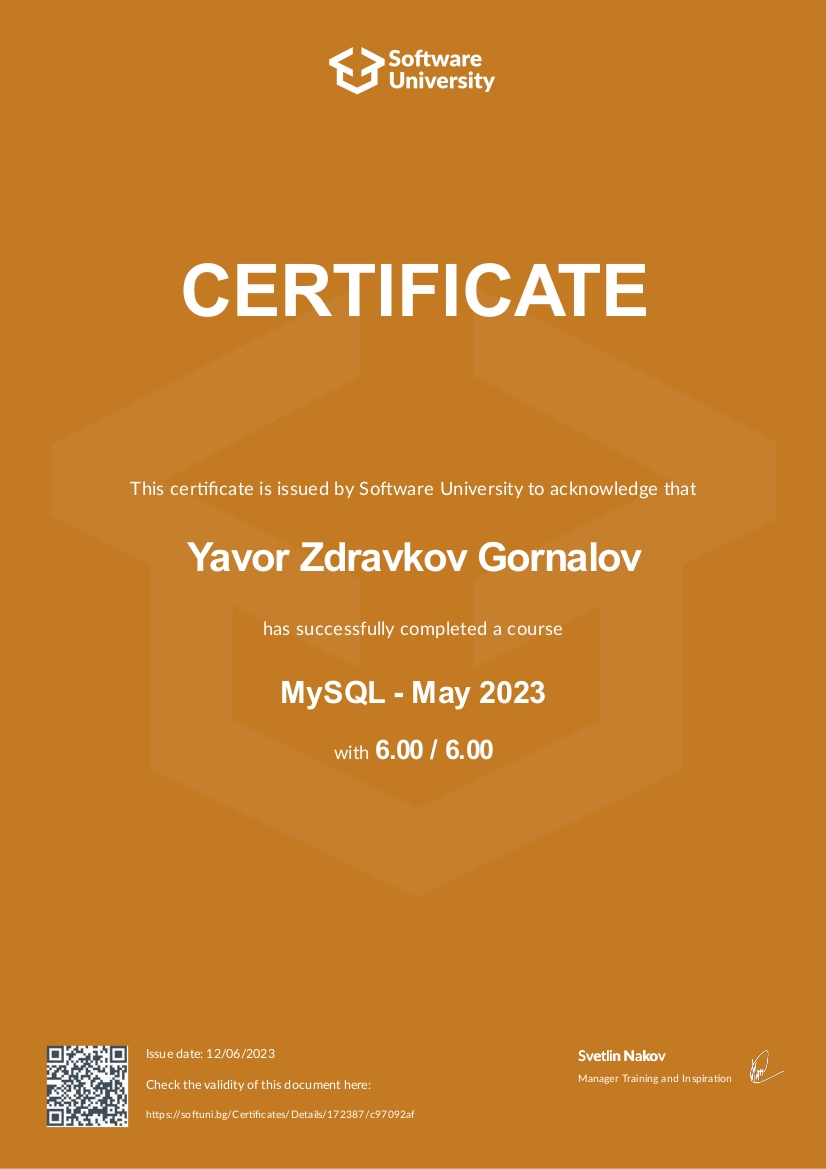 Software
University
CERTIFICATE
This certificate is issued by Software University to acknowledge that
Yavor Zdravkov Gornalov
has successfully completed a course
MySQL - May 2023
with 6.00 / 6.00
Issue date: 12/06/2023
Check the validity of this document here:
https://softuni.bg/Certificates/Details/172387/c97092af
Svetlin Nakov
Manager Training and Inspiration